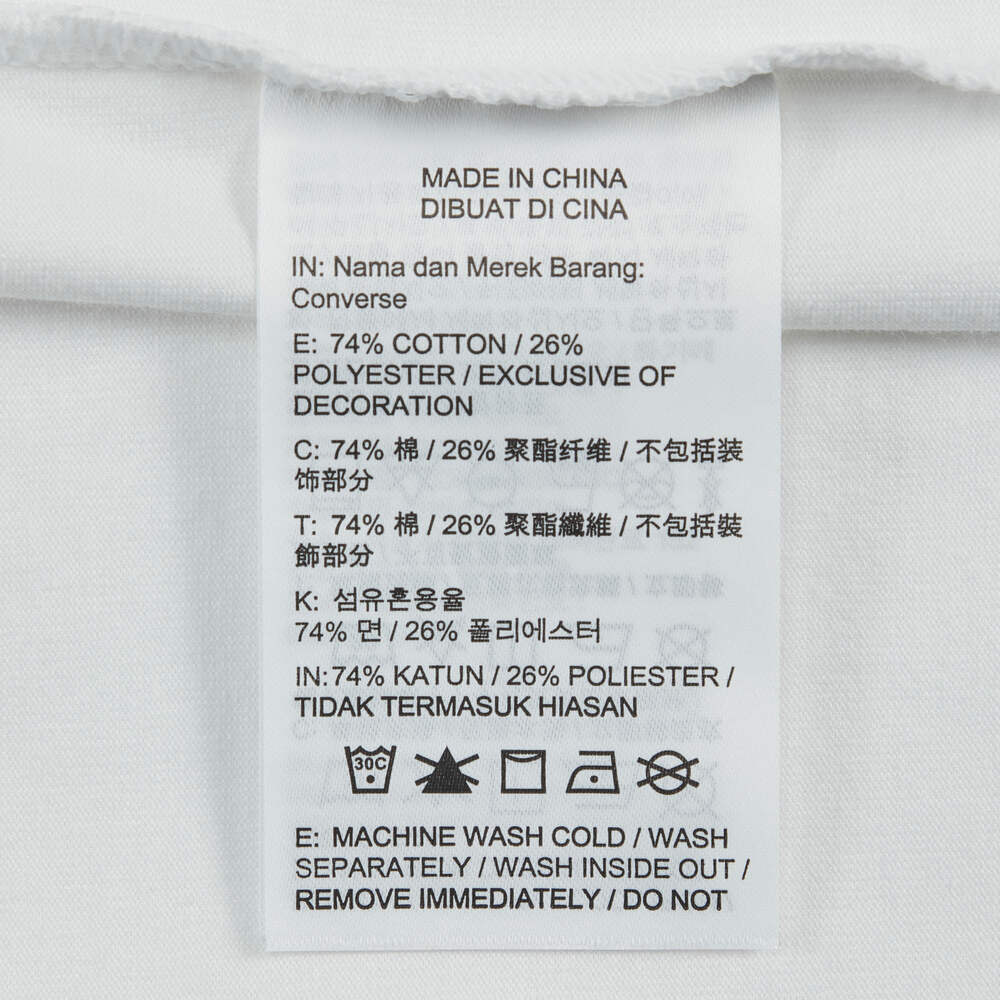 MADE IN CHINA
DIBUAT DI CINA
IN: Nama dan Merek Barang:
Converse
E: 74% COTTON / 26%
POLYESTER / EXCLUSIVE OF
DECORATION
C: 74% 棉 / 26% 聚酯纤维 / 不包括装
饰部分
T: 74% 棉 / 26% 聚酯纖維 / 不包括裝
飾部分
K: 섬유혼용율
74% 면 / 26% 폴리에스터
IN:74% KATUN / 26% POLIESTER /
TIDAK TERMASUK HIASAN
30C
E: MACHINE WASH COLD / WASH
SEPARATELY / WASH INSIDE OUT /
REMOVE IMMEDIATELY / DO NOT